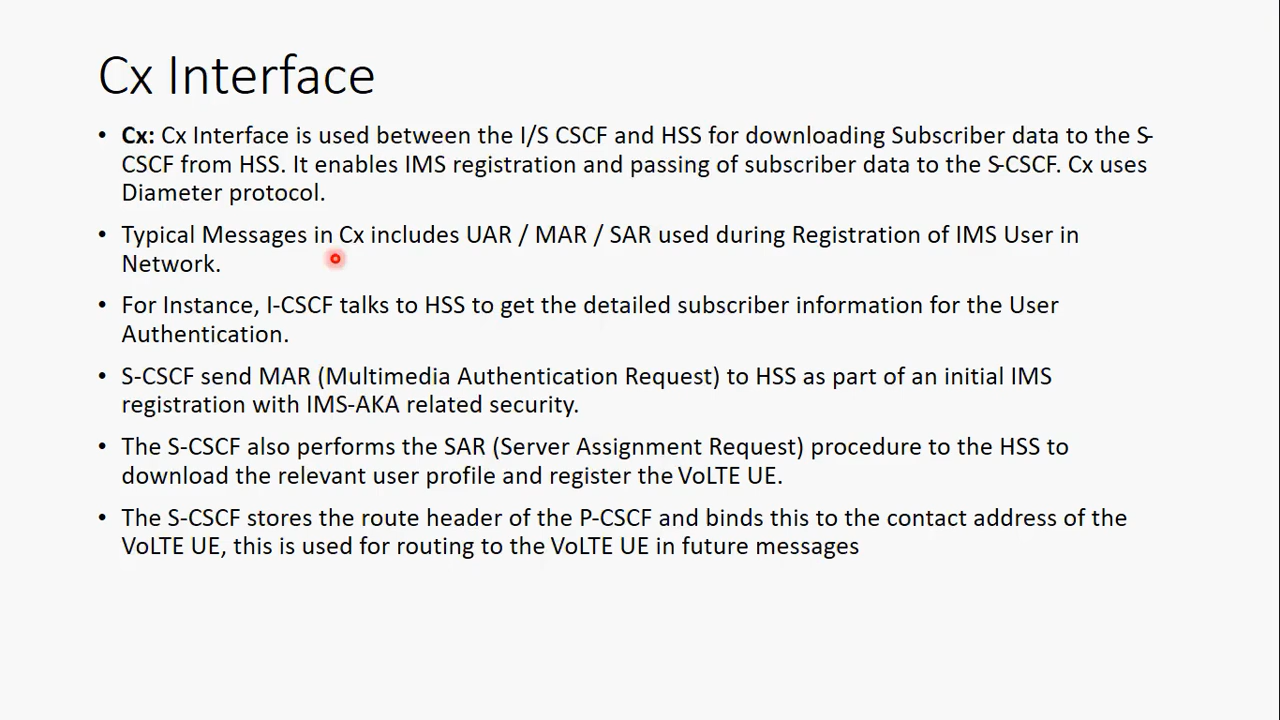 Cx Interface
• Cx: Cx Interface is used between the I/S CSCF and HSS for downloading Subscriber data to the S-
CSCF from HSS. It enables IMS registration and passing of subscriber data to the S-CSCF. Cx uses
Diameter protocol.
• Typical Messages in Cx includes UAR / MAR / SAR used during Registration of IMS User in
Network.
• For Instance, I-CSCF talks to HSS to get the detailed subscriber information for the User
Authentication.
• S-CSCF send MAR (Multimedia Authentication Request) to HSS as part of an initial IMS
registration with IMS-AKA related security.
• The S-CSCF also performs the SAR (Server Assignment Request) procedure to the HSS to
download the relevant user profile and register the VoLTE UE.
• The S-CSCF stores the route header of the P-CSCF and binds this to the contact address of the
VoLTE UE, this is used for routing to the VoLTE UE in future messages